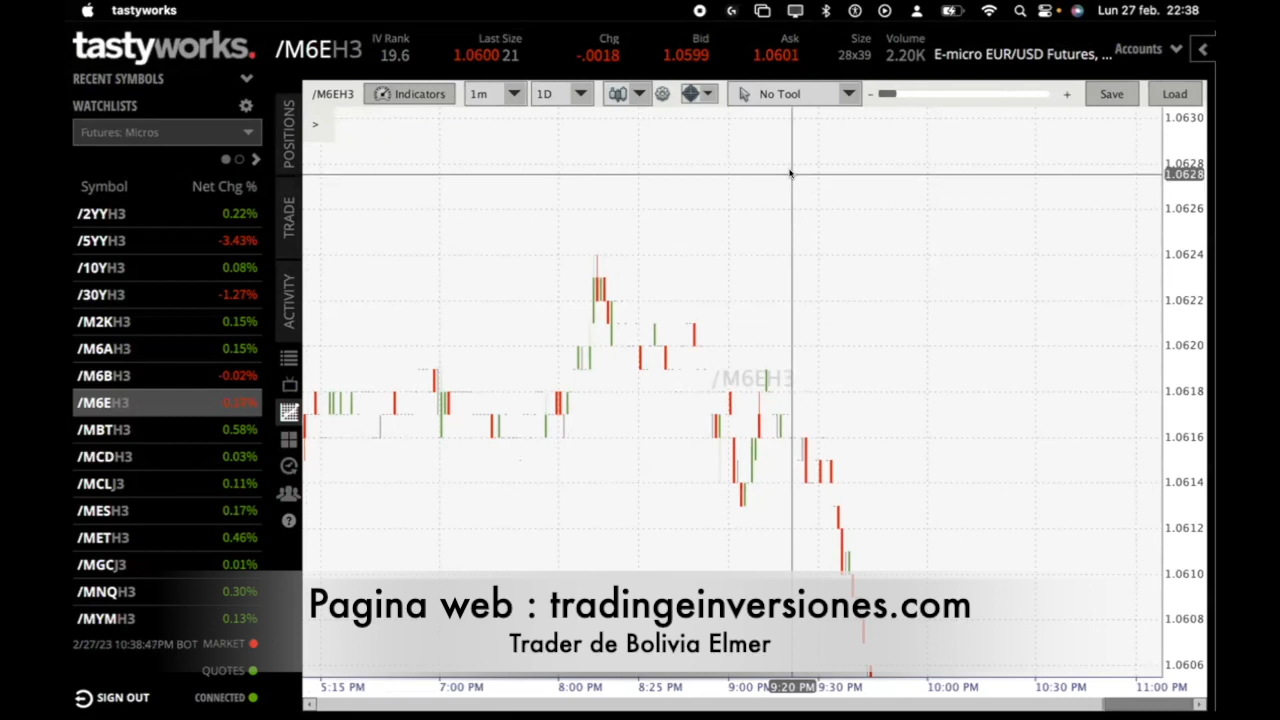 tastyworks
Lun 27 feb. 22:38
tastyworks.
/M6EH3
IV Rank
19.6
Last Size
1.0600 21
Chg
-.0018
Bid
1.0599
Ask
1.0601
Size
28x39
Volume
2.20K
E-micro EUR/USD Futures, ...
Accounts
RECENT SYMBOLS
WATCHLISTS
Futures: Micros
Symbol Net Chg %
/2YYH3 0.22%
/5YYH3 -3.43%
/10YH3 0.08%
/30YH3 -1.27%
/M2KH3 0.15%
/M6AH3 0.15%
/M6BH3 -0.02%
/M6EH3 0.17%
/MBTH3 0.58%
/MCDH3 0.03%
/MCLJ3 0.11%
/MESH3 0.17%
/METH3 0.46%
/MGCJ3 0.01%
/MNQH3 0.30%
/MYMH3 0.13%
2/27/23 10:38:47PM BOT MARKET
QUOTES
SIGN OUT CONNECTED
POSITIONS
TRADE
ACTIVITY
/M6EH3 Indicators 1m 1D No Tool - + Save Load
>
1.0630
1.0628
1.0628
1.0626
1.0624
1.0622
1.0620
1.0618
1.0616
1.0614
1.0612
1.0610
1.0608
1.0606
/M6EH3
5:15 PM 7:00 PM 8:00 PM 8:25 PM 9:00 PM 9:20 PM 9:30 PM 10:00 PM 10:30 PM 11:00 PM
Pagina web : tradingeinversiones.com
Trader de Bolivia Elmer